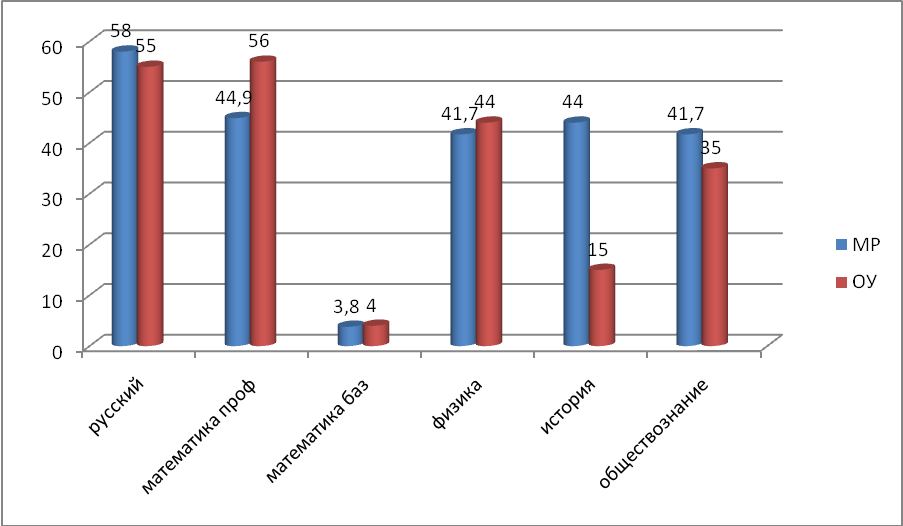 58
55
44,9
56
3,8
4
41,7
44
44
15
41,7
35
60
50
40
30
20
10
0
русский
математика проф
математика баз
физика
история
обществознание
МР
ОУ